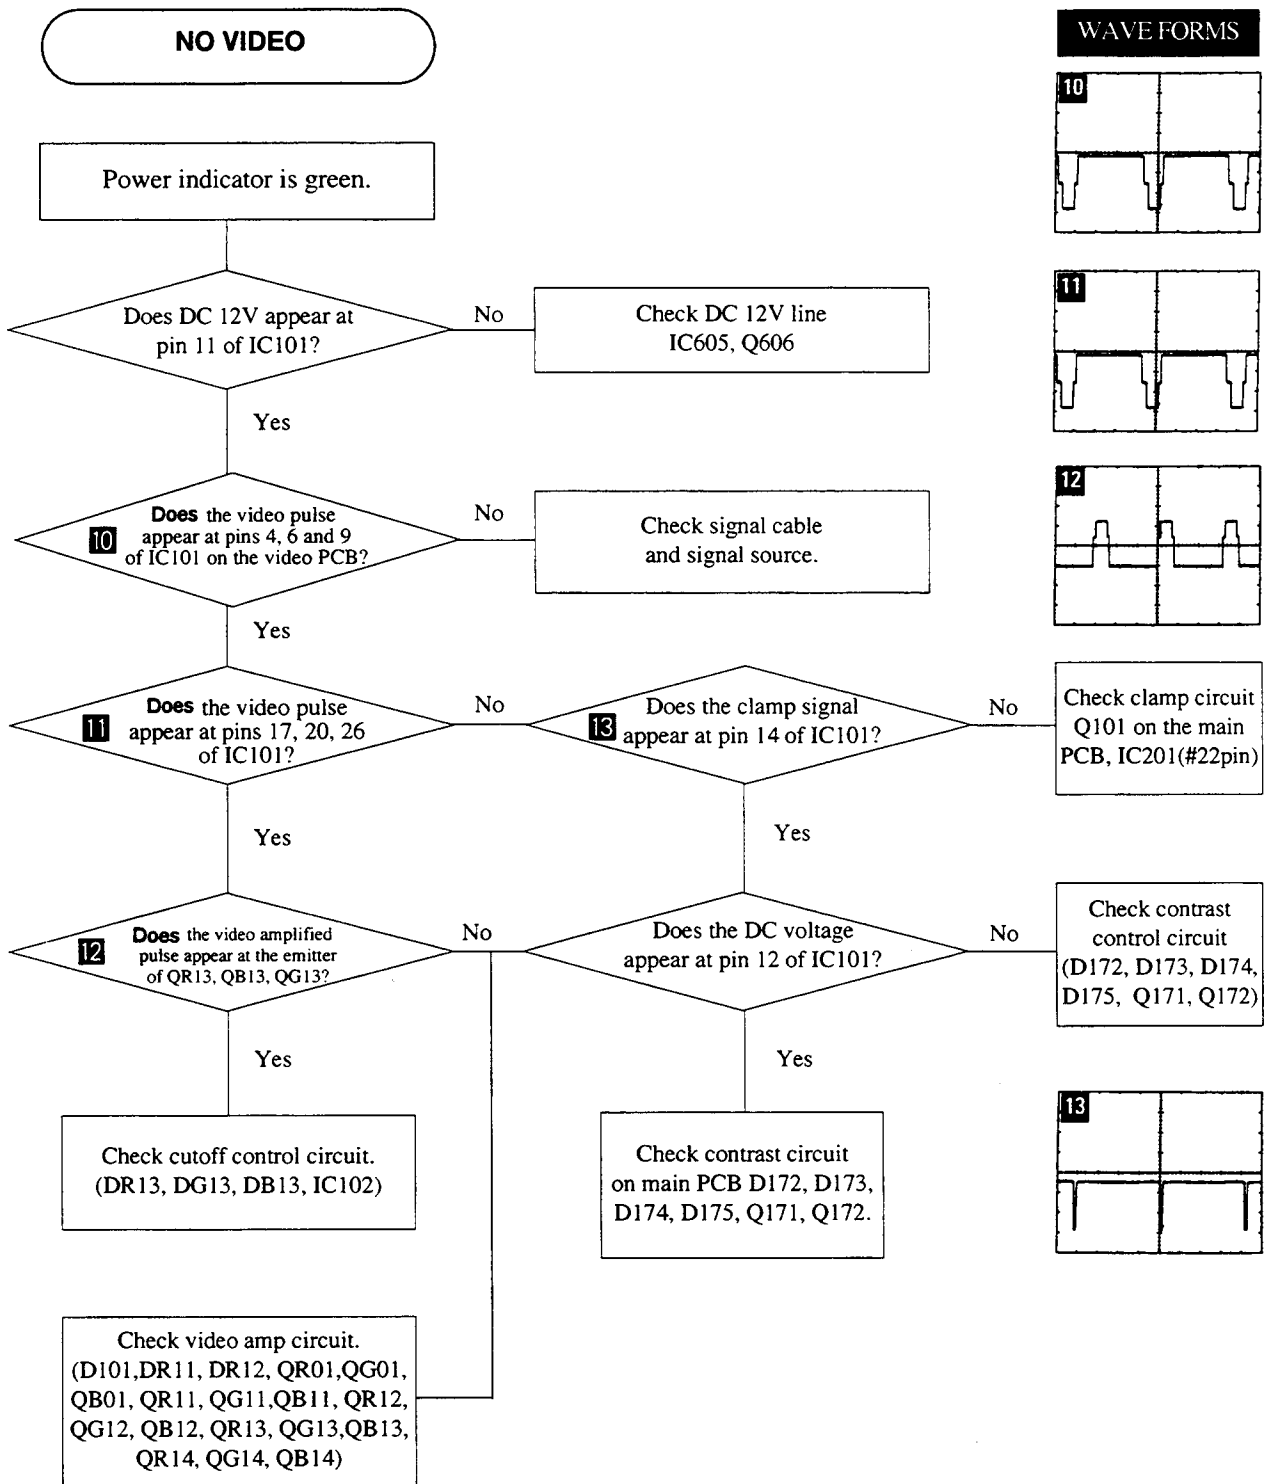 NO VIDEO
WAVE FORMS
10
Power indicator is green.
11
Does DC 12V appear at
pin 11 of IC101?
No
Check DC 12V line
IC605, Q606
Yes
12
10
Does the video pulse
appear at pins 4, 6 and 9
of IC101 on the video PCB?
No
Check signal cable
and signal source.
Yes
11
Does the video pulse
appear at pins 17, 20, 26
of IC101?
No
13
Does the clamp signal
appear at pin 14 of IC101?
No
Check clamp circuit
Q101 on the main
PCB, IC201(#22pin)
Yes
Yes
12
Does the video amplified
pulse appear at the emitter
of QR13, QB13, QG13?
No
Does the DC voltage
appear at pin 12 of IC101?
No
Check contrast
control circuit
(D172, D173, D174,
D175, Q171, Q172)
Yes
Yes
13
Check cutoff control circuit.
(DR13, DG13, DB13, IC102)
Check contrast circuit
on main PCB D172, D173,
D174, D175, Q171, Q172.
Check video amp circuit.
(D101,DR11, DR12, QR01,QG01,
QB01, QR11, QG11,QB11, QR12,
QG12, QB12, QR13, QG13,QB13,
QR14, QG14, QB14)